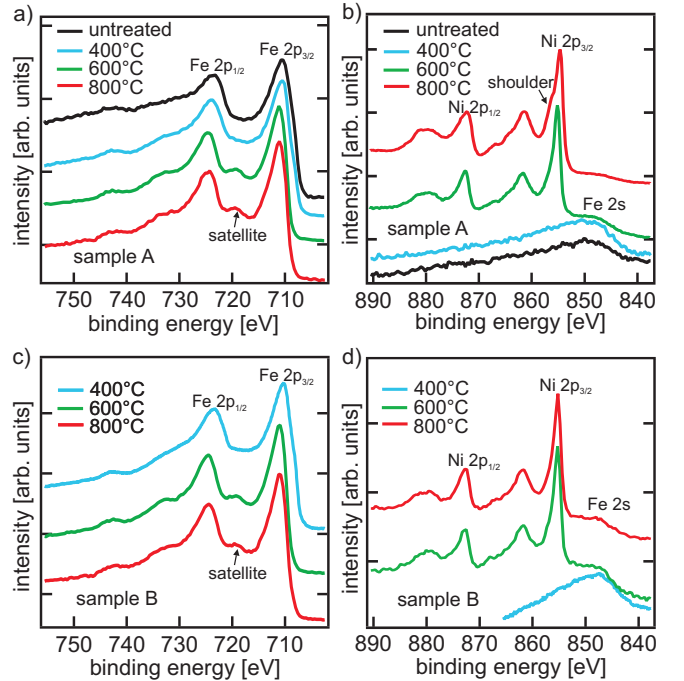 a)
untreated
400°C
600°C
800°C
Fe 2p1/2
Fe 2p3/2
satellite
sample A
intensity [arb. units]
750 740 730 720 710
binding energy [eV]
b)
untreated
400°C
600°C
800°C
Ni 2p3/2
shoulder
Ni 2p1/2
Fe 2s
sample A
intensity [arb. units]
890 880 870 860 850 840
binding energy [eV]
c)
400°C
600°C
800°C
Fe 2p1/2
Fe 2p3/2
satellite
sample B
intensity [arb. units]
750 740 730 720 710
binding energy [eV]
d)
400°C
600°C
800°C
Ni 2p3/2
Ni 2p1/2
Fe 2s
sample B
intensity [arb. units]
890 880 870 860 850 840
binding energy [eV]